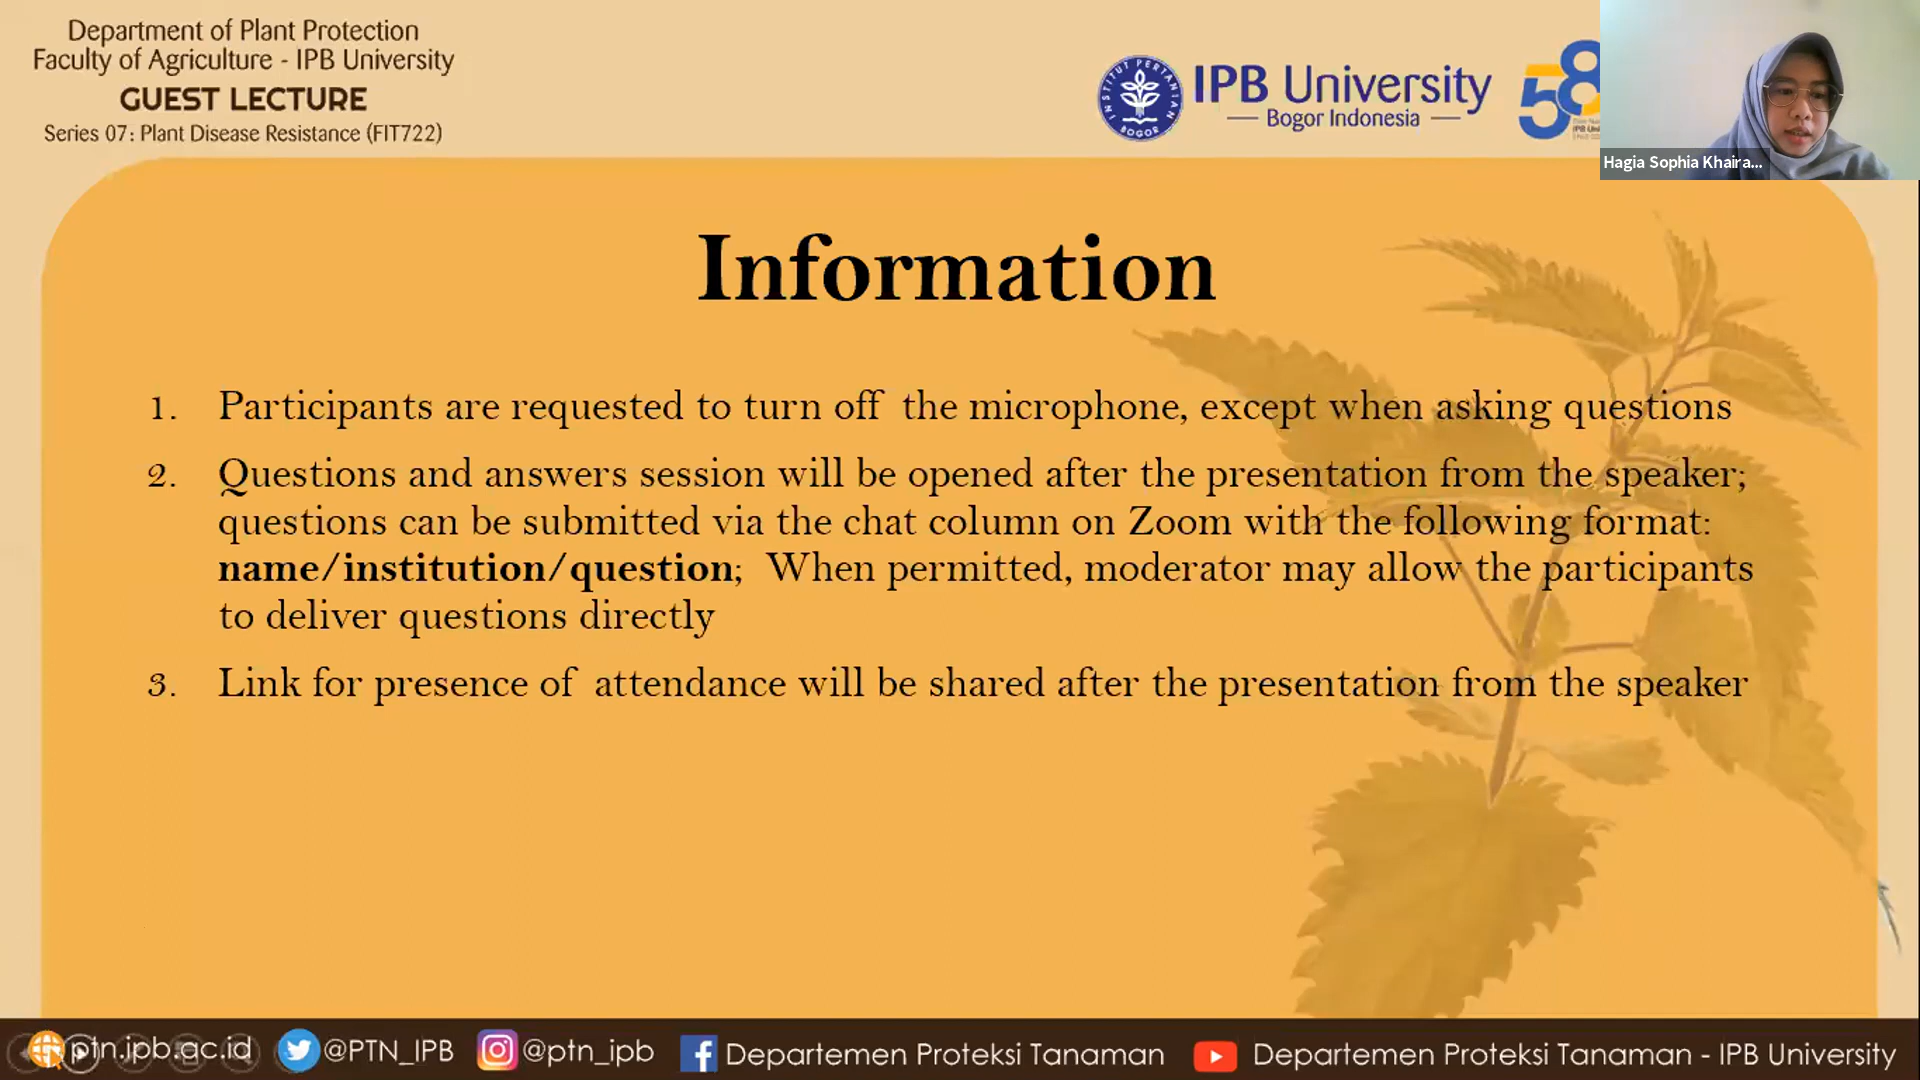 Department of Plant Protection
Faculty of Agriculture - IPB University
GUEST LECTURE
Series 07: Plant Disease Resistance (FIT722)
INSTITUT PERTANIAN
BOGOR
IPB University
Bogor Indonesia
58
Hagia Sophia Khaira...
Information
1. Participants are requested to turn off the microphone, except when asking questions
2. Questions and answers session will be opened after the presentation from the speaker;
questions can be submitted via the chat column on Zoom with the following format:
name/institution/question; When permitted, moderator may allow the participants
to deliver questions directly
3. Link for presence of attendance will be shared after the presentation from the speaker
ptn.ipb.ac.id @PTN_IPB @ptn_ipb Departemen Proteksi Tanaman Departemen Proteksi Tanaman - IPB University